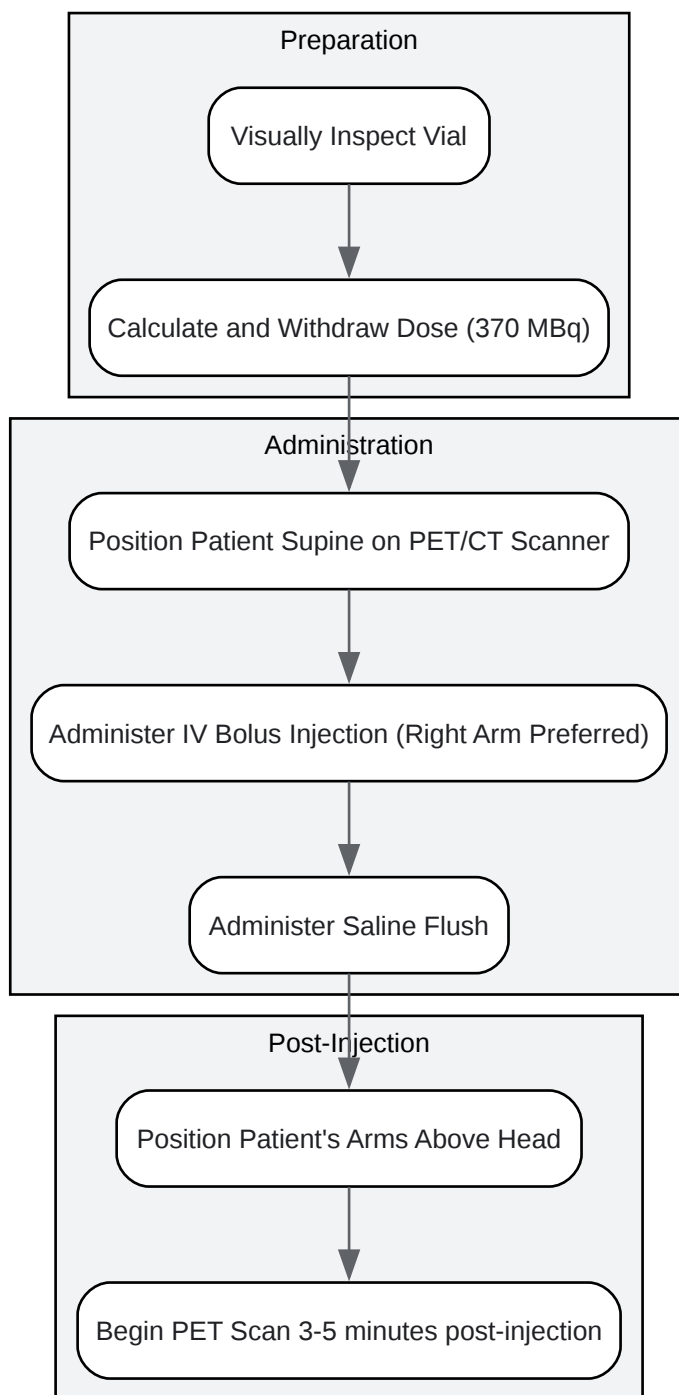 Preparation
Visually Inspect Vial
Calculate and Withdraw Dose (370 MBq)
Administration
Position Patient Supine on PET/CT Scanner
Administer IV Bolus Injection (Right Arm Preferred)
Administer Saline Flush
Post-Injection
Position Patient's Arms Above Head
Begin PET Scan 3-5 minutes post-injection